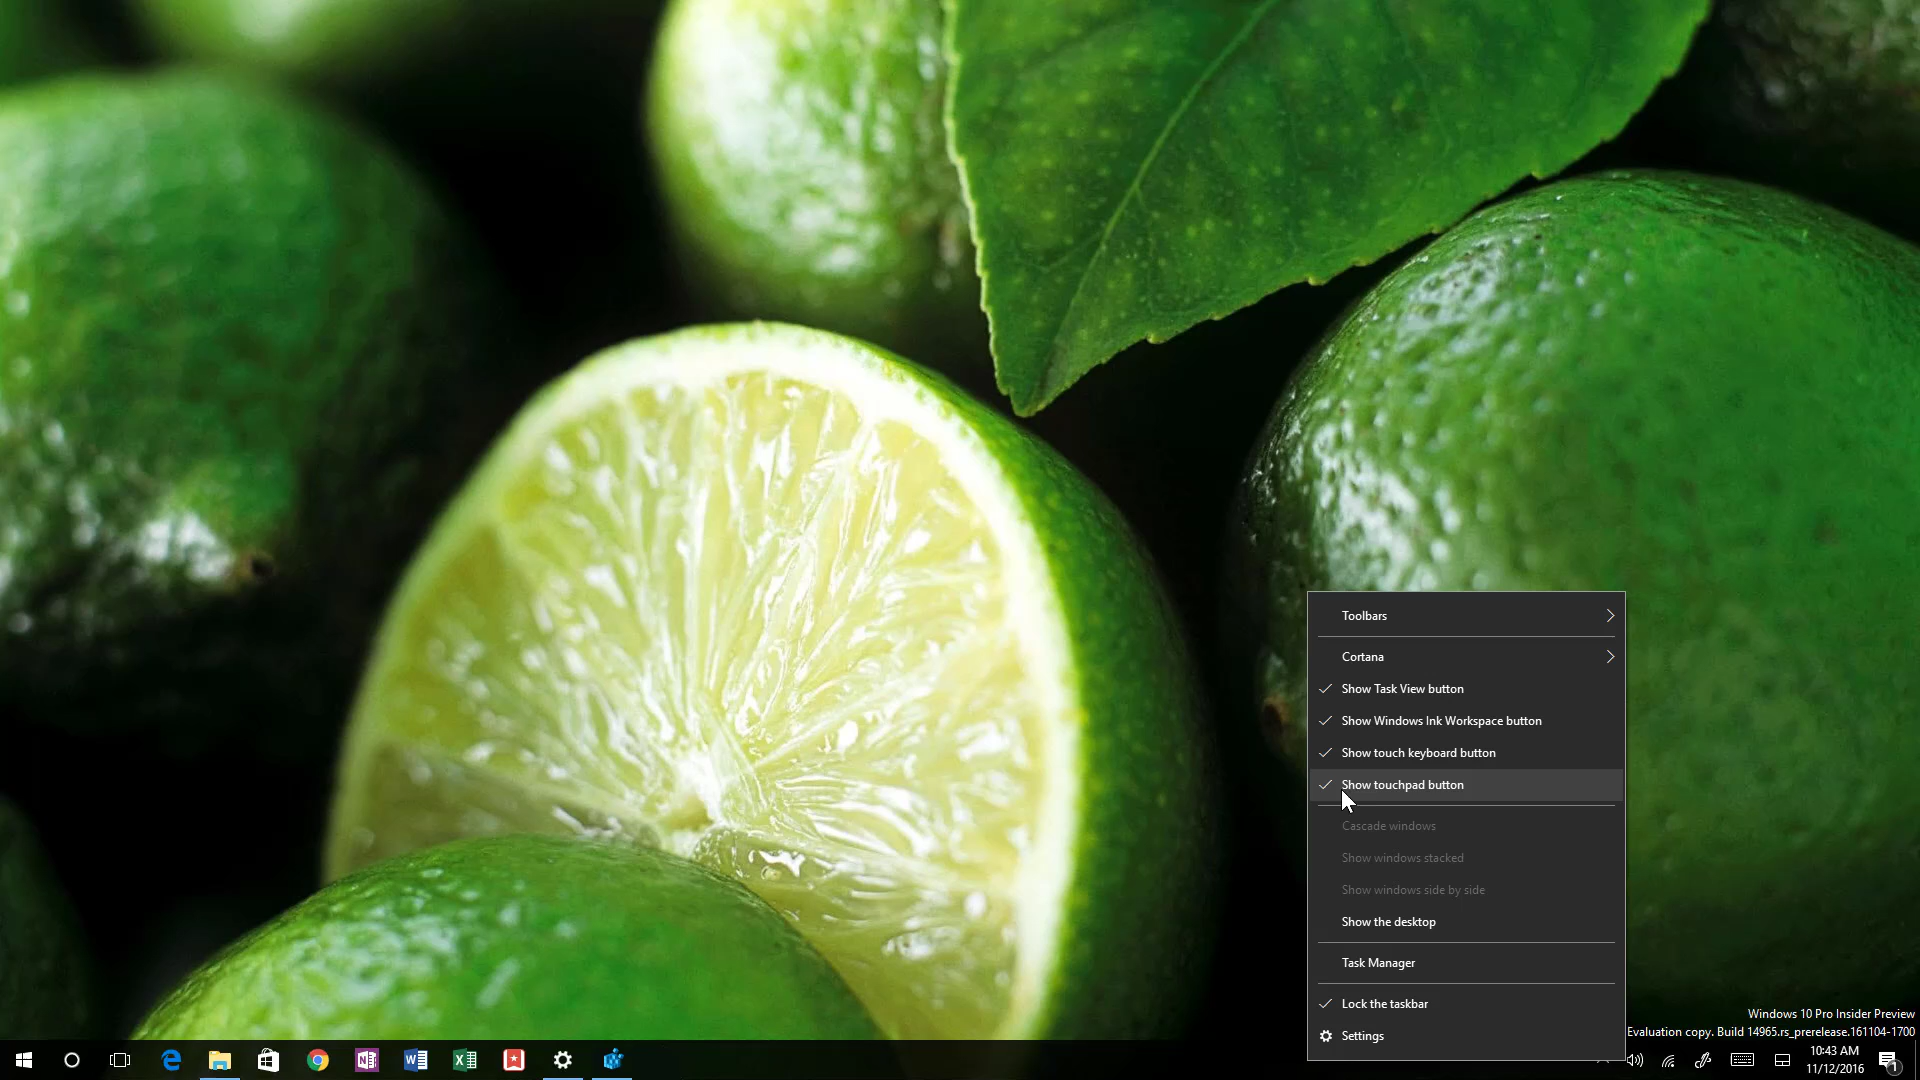 Toolbars
Cortana
Show Task View button
Show Windows Ink Workspace button
Show touch keyboard button
Show touchpad button
Cascade windows
Show windows stacked
Show windows side by side
Show the desktop
Task Manager
Lock the taskbar
Settings
Windows 10 Pro Insider Preview
Evaluation copy. Build 14965.rs_prerelease.161104-1700
10:43 AM
11/12/2016
1